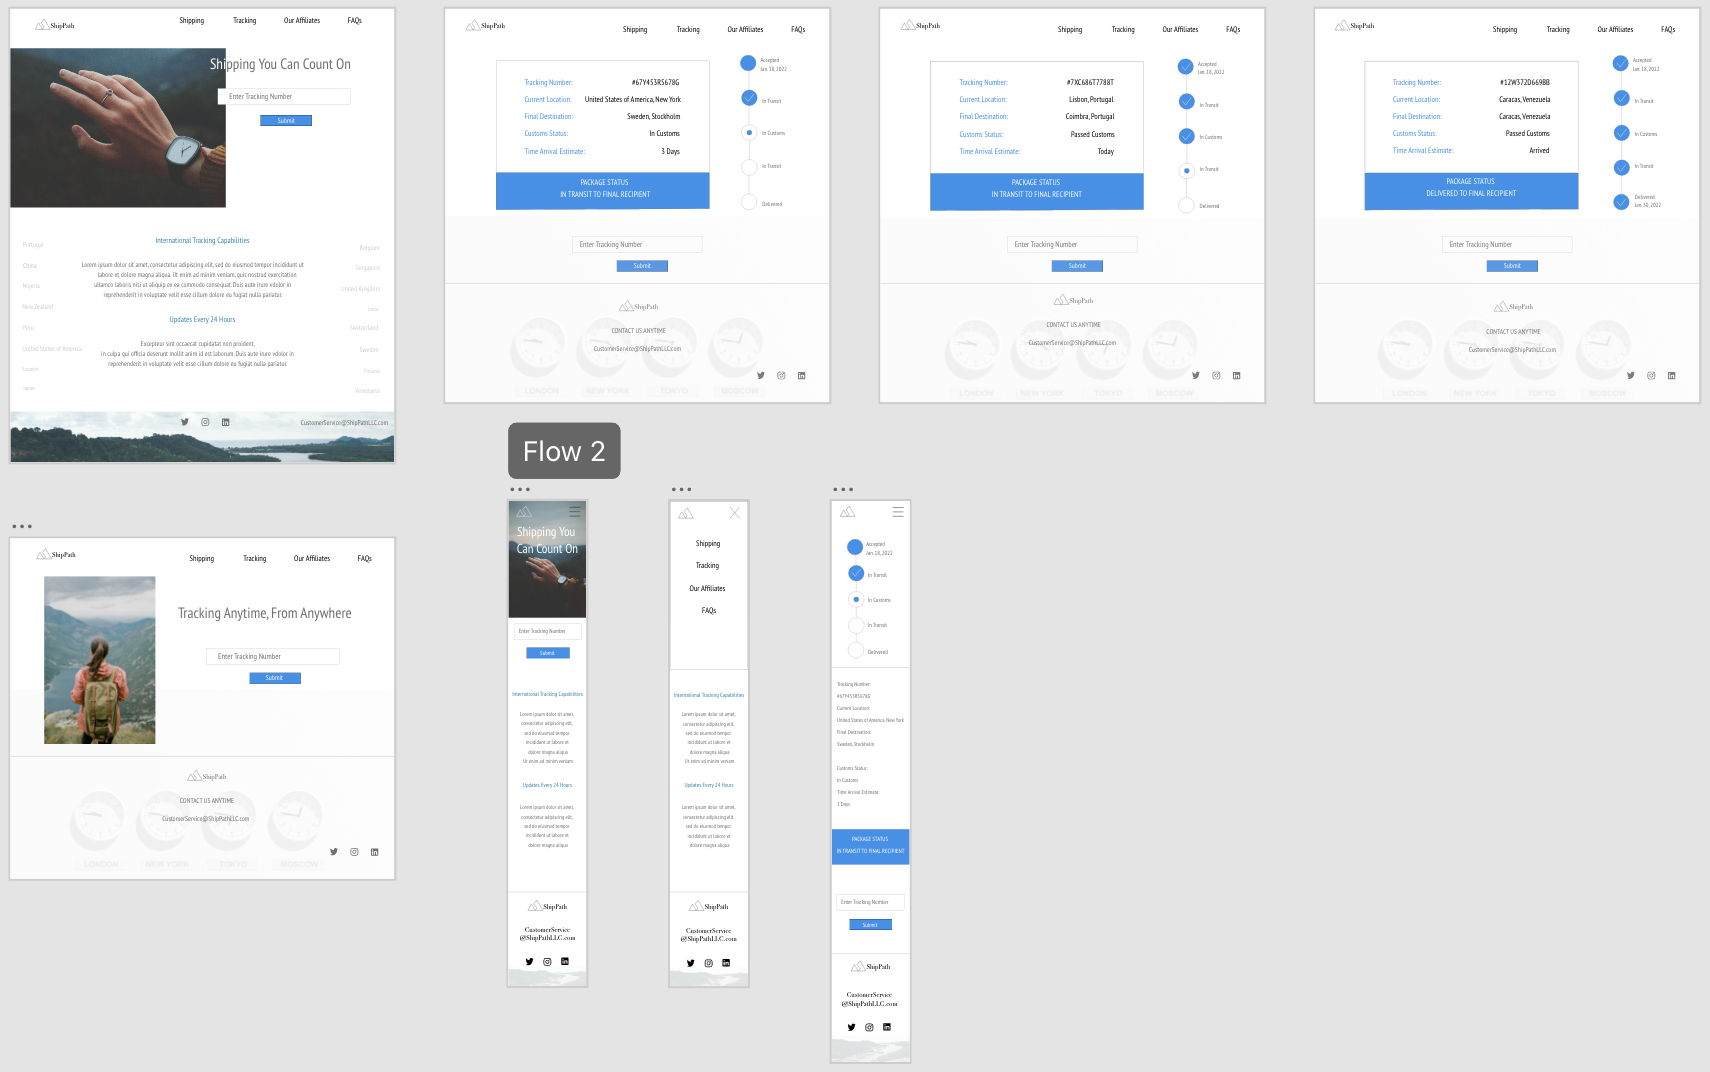 ShipPath
Shipping Tracking Our Affiliates FAQs
Shipping You Can Count On
Enter Tracking Number
Submit
Portugal
China
Nigeria
New Zealand
Peru
United States of America
Ecuador
International Tracking Capabilities
Lorem ipsum dolor sit amet, consectetur adipiscing elit, sed do eiusmod tempor incididunt ut
labore et dolore magna aliqua. Ut enim ad minim veniam, quis nostrud exercitation
ullamco laboris nisi ut aliquip ex ea commodo consequat. Duis aute irure vdolor in
reprehenderit in voluptate velit esse cillum dolore eu fugiat nulla pariatur.
Updates Every 24 Hours
Excepteur sint occaecat cupidatat non proident,
in culpa qui officia deserunt mollit anim id est laborum. Duis aute irure vdolor in
reprehenderit in voluptate velit esse cillum dolore eu fugiat nulla pariatur.
Belgium
Singapore
United Kingdom
India
Switzerland
Sweden
Finland
Venezuela
CustomerService@ShipPathLLC.com
ShipPath
Shipping Tracking Our Affiliates FAQs
Tracking Number: #67Y453R5678G
Current Location: United States of America, New York
Final Destination: Sweden, Stockholm
Customs Status: In Customs
Time Arrival Estimate: 3 Days
PACKAGE STATUS
IN TRANSIT TO FINAL RECIPIENT
Accepted
Jan. 18, 2022
In Transit
In Customs
In Transit
Delivered
Enter Tracking Number
Submit
ShipPath
CONTACT US ANYTIME
CustomerService@ShipPathLLC.com
LONDON NEW YORK TOKYO MOSCOW
ShipPath
Shipping Tracking Our Affiliates FAQs
Tracking Number: #7XC686T7788T
Current Location: Lisbon, Portugal
Final Destination: Coimbra, Portugal
Customs Status: Passed Customs
Time Arrival Estimate: Today
PACKAGE STATUS
IN TRANSIT TO FINAL RECIPIENT
Accepted
Jan. 18, 2022
In Transit
In Customs
In Transit
Delivered
Enter Tracking Number
Submit
ShipPath
CONTACT US ANYTIME
CustomerService@ShipPathLLC.com
LONDON NEW YORK TOKYO MOSCOW
ShipPath
Shipping Tracking Our Affiliates FAQs
Tracking Number: #12W372D669BB
Current Location: Caracas, Venezuela
Final Destination: Caracas, Venezuela
Customs Status: Passed Customs
Time Arrival Estimate: Arrived
PACKAGE STATUS
DELIVERED TO FINAL RECIPIENT
Accepted
Jan. 18, 2022
In Transit
In Customs
In Transit
Delivered
Jan. 30, 2022
Enter Tracking Number
Submit
ShipPath
CONTACT US ANYTIME
CustomerService@ShipPathLLC.com
LONDON NEW YORK TOKYO MOSCOW
ShipPath
Shipping Tracking Our Affiliates FAQs
Tracking Anytime, From Anywhere
Enter Tracking Number
Submit
ShipPath
CONTACT US ANYTIME
CustomerService@ShipPathLLC.com
LONDON NEW YORK TOKYO MOSCOW
Flow 2
Shipping You
Can Count On
Enter Tracking Number
Submit
International Tracking Capabilities
Lorem ipsum dolor sit amet,
consectetur adipiscing elit,
sed do eiusmod tempor
incididunt ut labore et
dolore magna aliqua
Ut enim ad minim veniam
Updates Every 24 Hours
Lorem ipsum dolor sit amet,
consectetur adipiscing elit,
sed do eiusmod tempor
incididunt ut labore et
dolore magna aliqua
ShipPath
CustomerService
@ShipPathLLC.com
Shipping
Tracking
Our Affiliates
FAQs
International Tracking Capabilities
Lorem ipsum dolor sit amet,
consectetur adipiscing elit,
sed do eiusmod tempor
incididunt ut labore et
dolore magna aliqua
Ut enim ad minim veniam
Updates Every 24 Hours
Lorem ipsum dolor sit amet,
consectetur adipiscing elit,
sed do eiusmod tempor
incididunt ut labore et
dolore magna aliqua
ShipPath
CustomerService
@ShipPathLLC.com
Accepted
Jan. 18, 2022
In Transit
In Customs
In Transit
Delivered
Tracking Number:
#67Y453R5678G
Current Location:
United States of America, New York
Final Destination:
Sweden, Stockholm
Customs Status:
In Customs
Time Arrival Estimate:
3 Days
PACKAGE STATUS
IN TRANSIT TO FINAL RECIPIENT
Enter Tracking Number
Submit
ShipPath
CustomerService
@ShipPathLLC.com